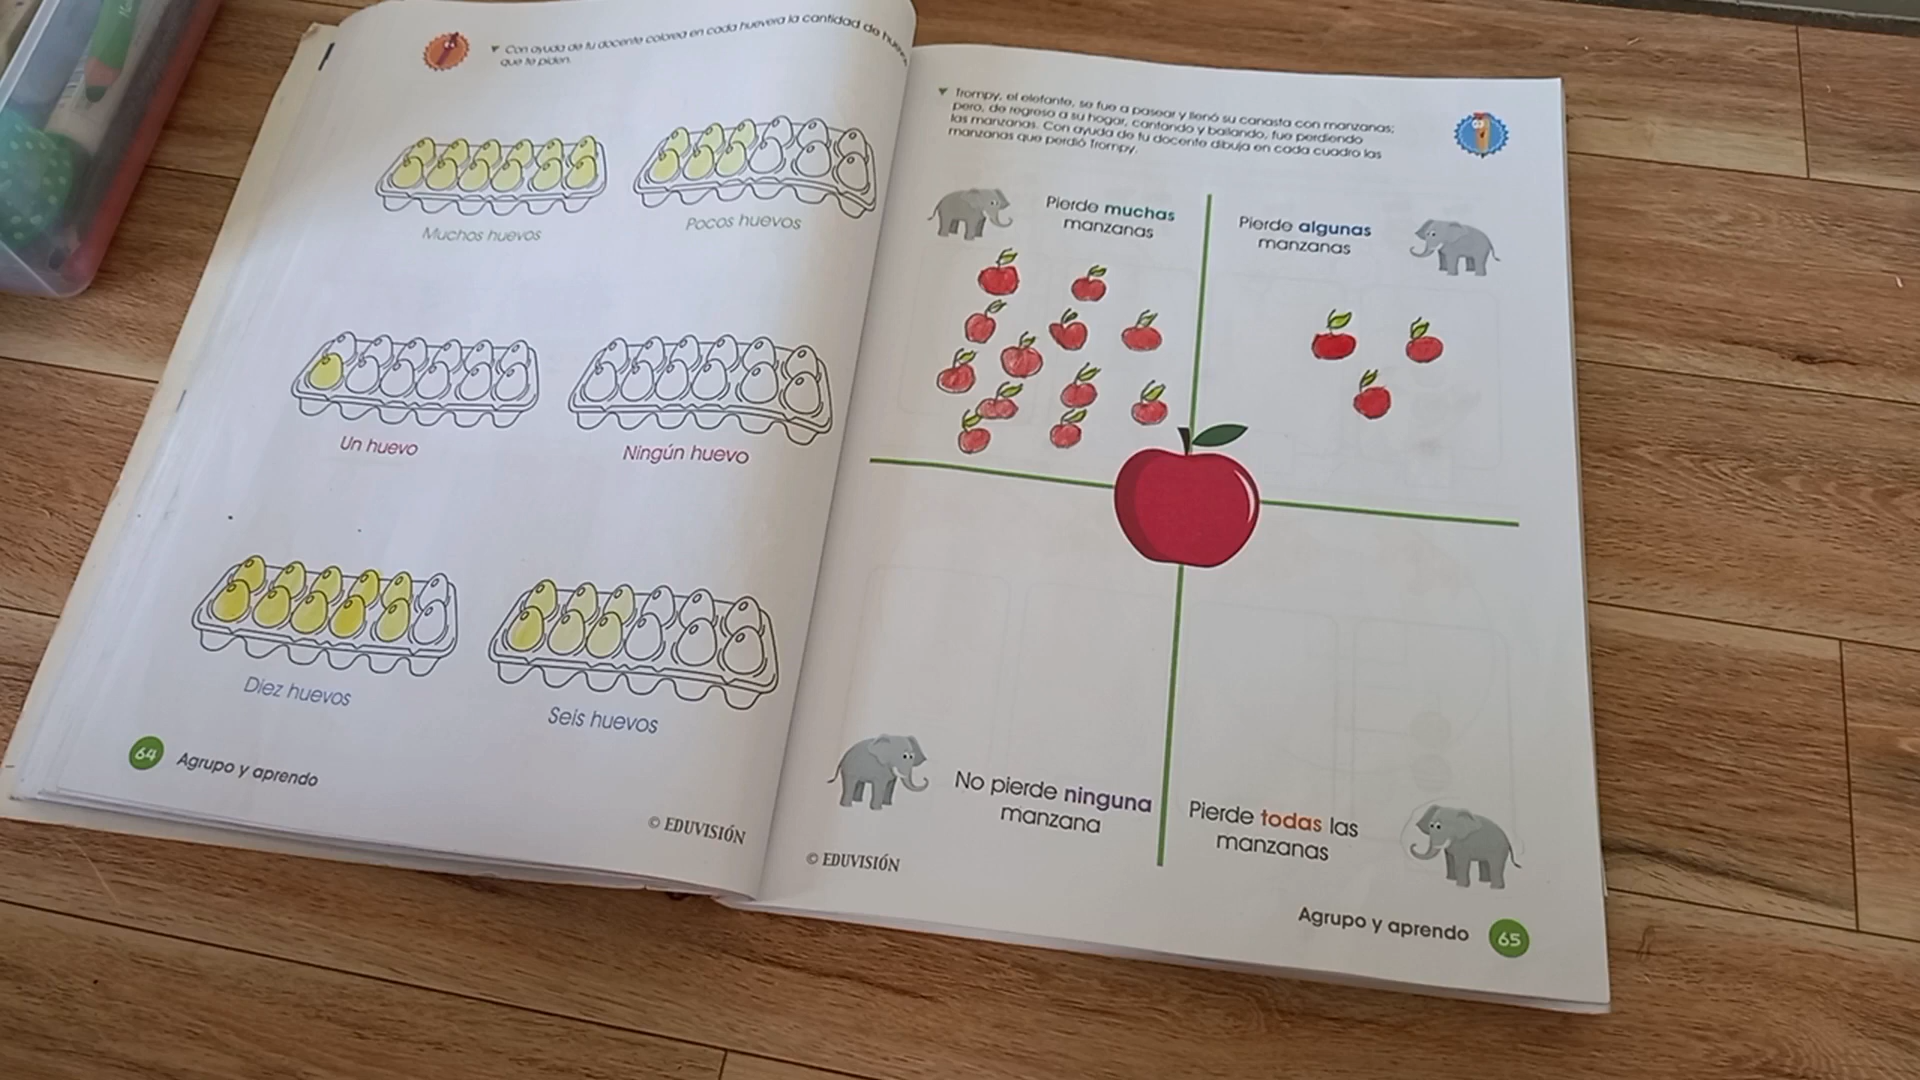 Con ayuda de tu docente colorea en cada huevera la cantidad de huevos
que te piden.
Muchos huevos
Pocos huevos
Un huevo
Ningún huevo
Diez huevos
Seis huevos
64 Agrupo y aprendo
© EDUVISIÓN
Trompy, el elefante, se fue a pasear y llenó su canasta con manzanas;
pero, de regreso a su hogar, cantando y bailando, fue perdiendo
las manzanas. Con ayuda de tu docente dibuja en cada cuadro las
manzanas que perdió Trompy.
Pierde muchas
manzanas
Pierde algunas
manzanas
No pierde ninguna
manzana
Pierde todas las
manzanas
© EDUVISIÓN
Agrupo y aprendo 65